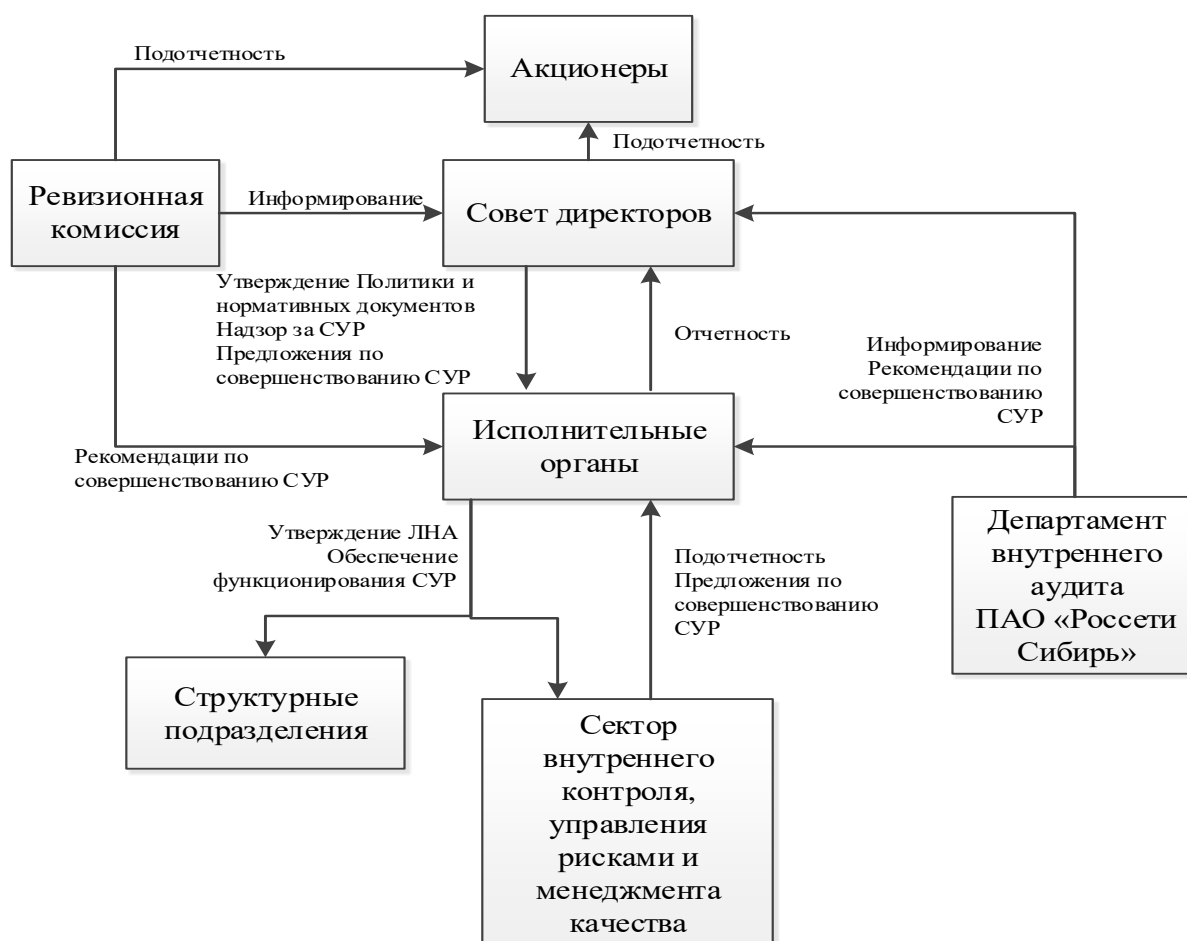 Подотчетность
Акционеры
Подотчетность
Ревизионная
комиссия
Информирование
Совет директоров
Утверждение Политики и
нормативных документов
Надзор за СУР
Предложения по
совершенствованию СУР
Отчетность
Информирование
Рекомендации по
совершенствованию
СУР
Исполнительные
органы
Рекомендации по
совершенствованию СУР
Утверждение ЛНА
Обеспечение
функционирования СУР
Подотчетность
Предложения по
совершенствованию
СУР
Департамент
внутреннего
аудита
ПАО «Россети
Сибирь»
Структурные
подразделения
Сектор
внутреннего
контроля,
управления
рисками и
менеджмента
качества